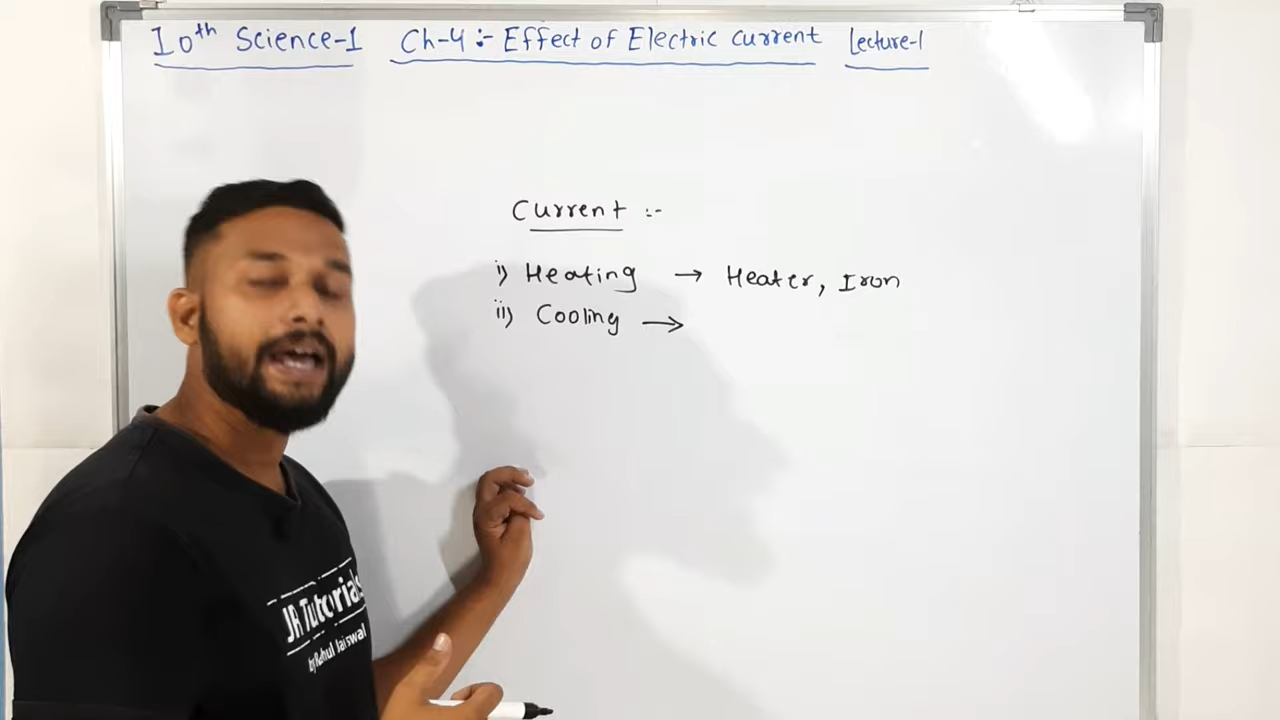 10th Science-1 Ch-4 :- Effect of Electric Current Lecture-1
Current :-
i) Heating → Heater, Iron
ii) Cooling →
JR Tutorials
by Rahul Jaiswal